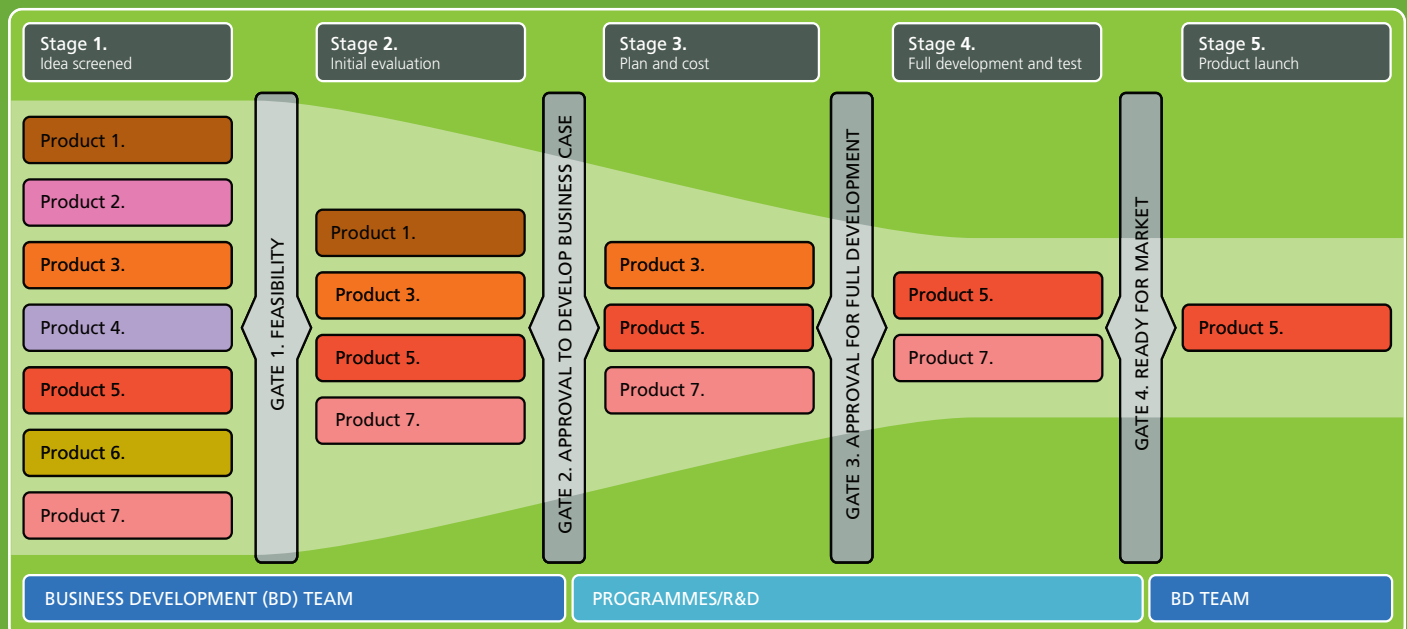 Stage 1.
Idea screened
Stage 2.
Initial evaluation
Stage 3.
Plan and cost
Stage 4.
Full development and test
Stage 5.
Product launch
Product 1.
Product 2.
Product 3.
Product 4.
Product 5.
Product 6.
Product 7.
GATE 1. FEASIBILITY
Product 1.
Product 3.
Product 5.
Product 7.
GATE 2. APPROVAL TO DEVELOP BUSINESS CASE
Product 3.
Product 5.
Product 7.
GATE 3. APPROVAL FOR FULL DEVELOPMENT
Product 5.
Product 7.
GATE 4. READY FOR MARKET
Product 5.
BUSINESS DEVELOPMENT (BD) TEAM
PROGRAMMES/R&D
BD TEAM